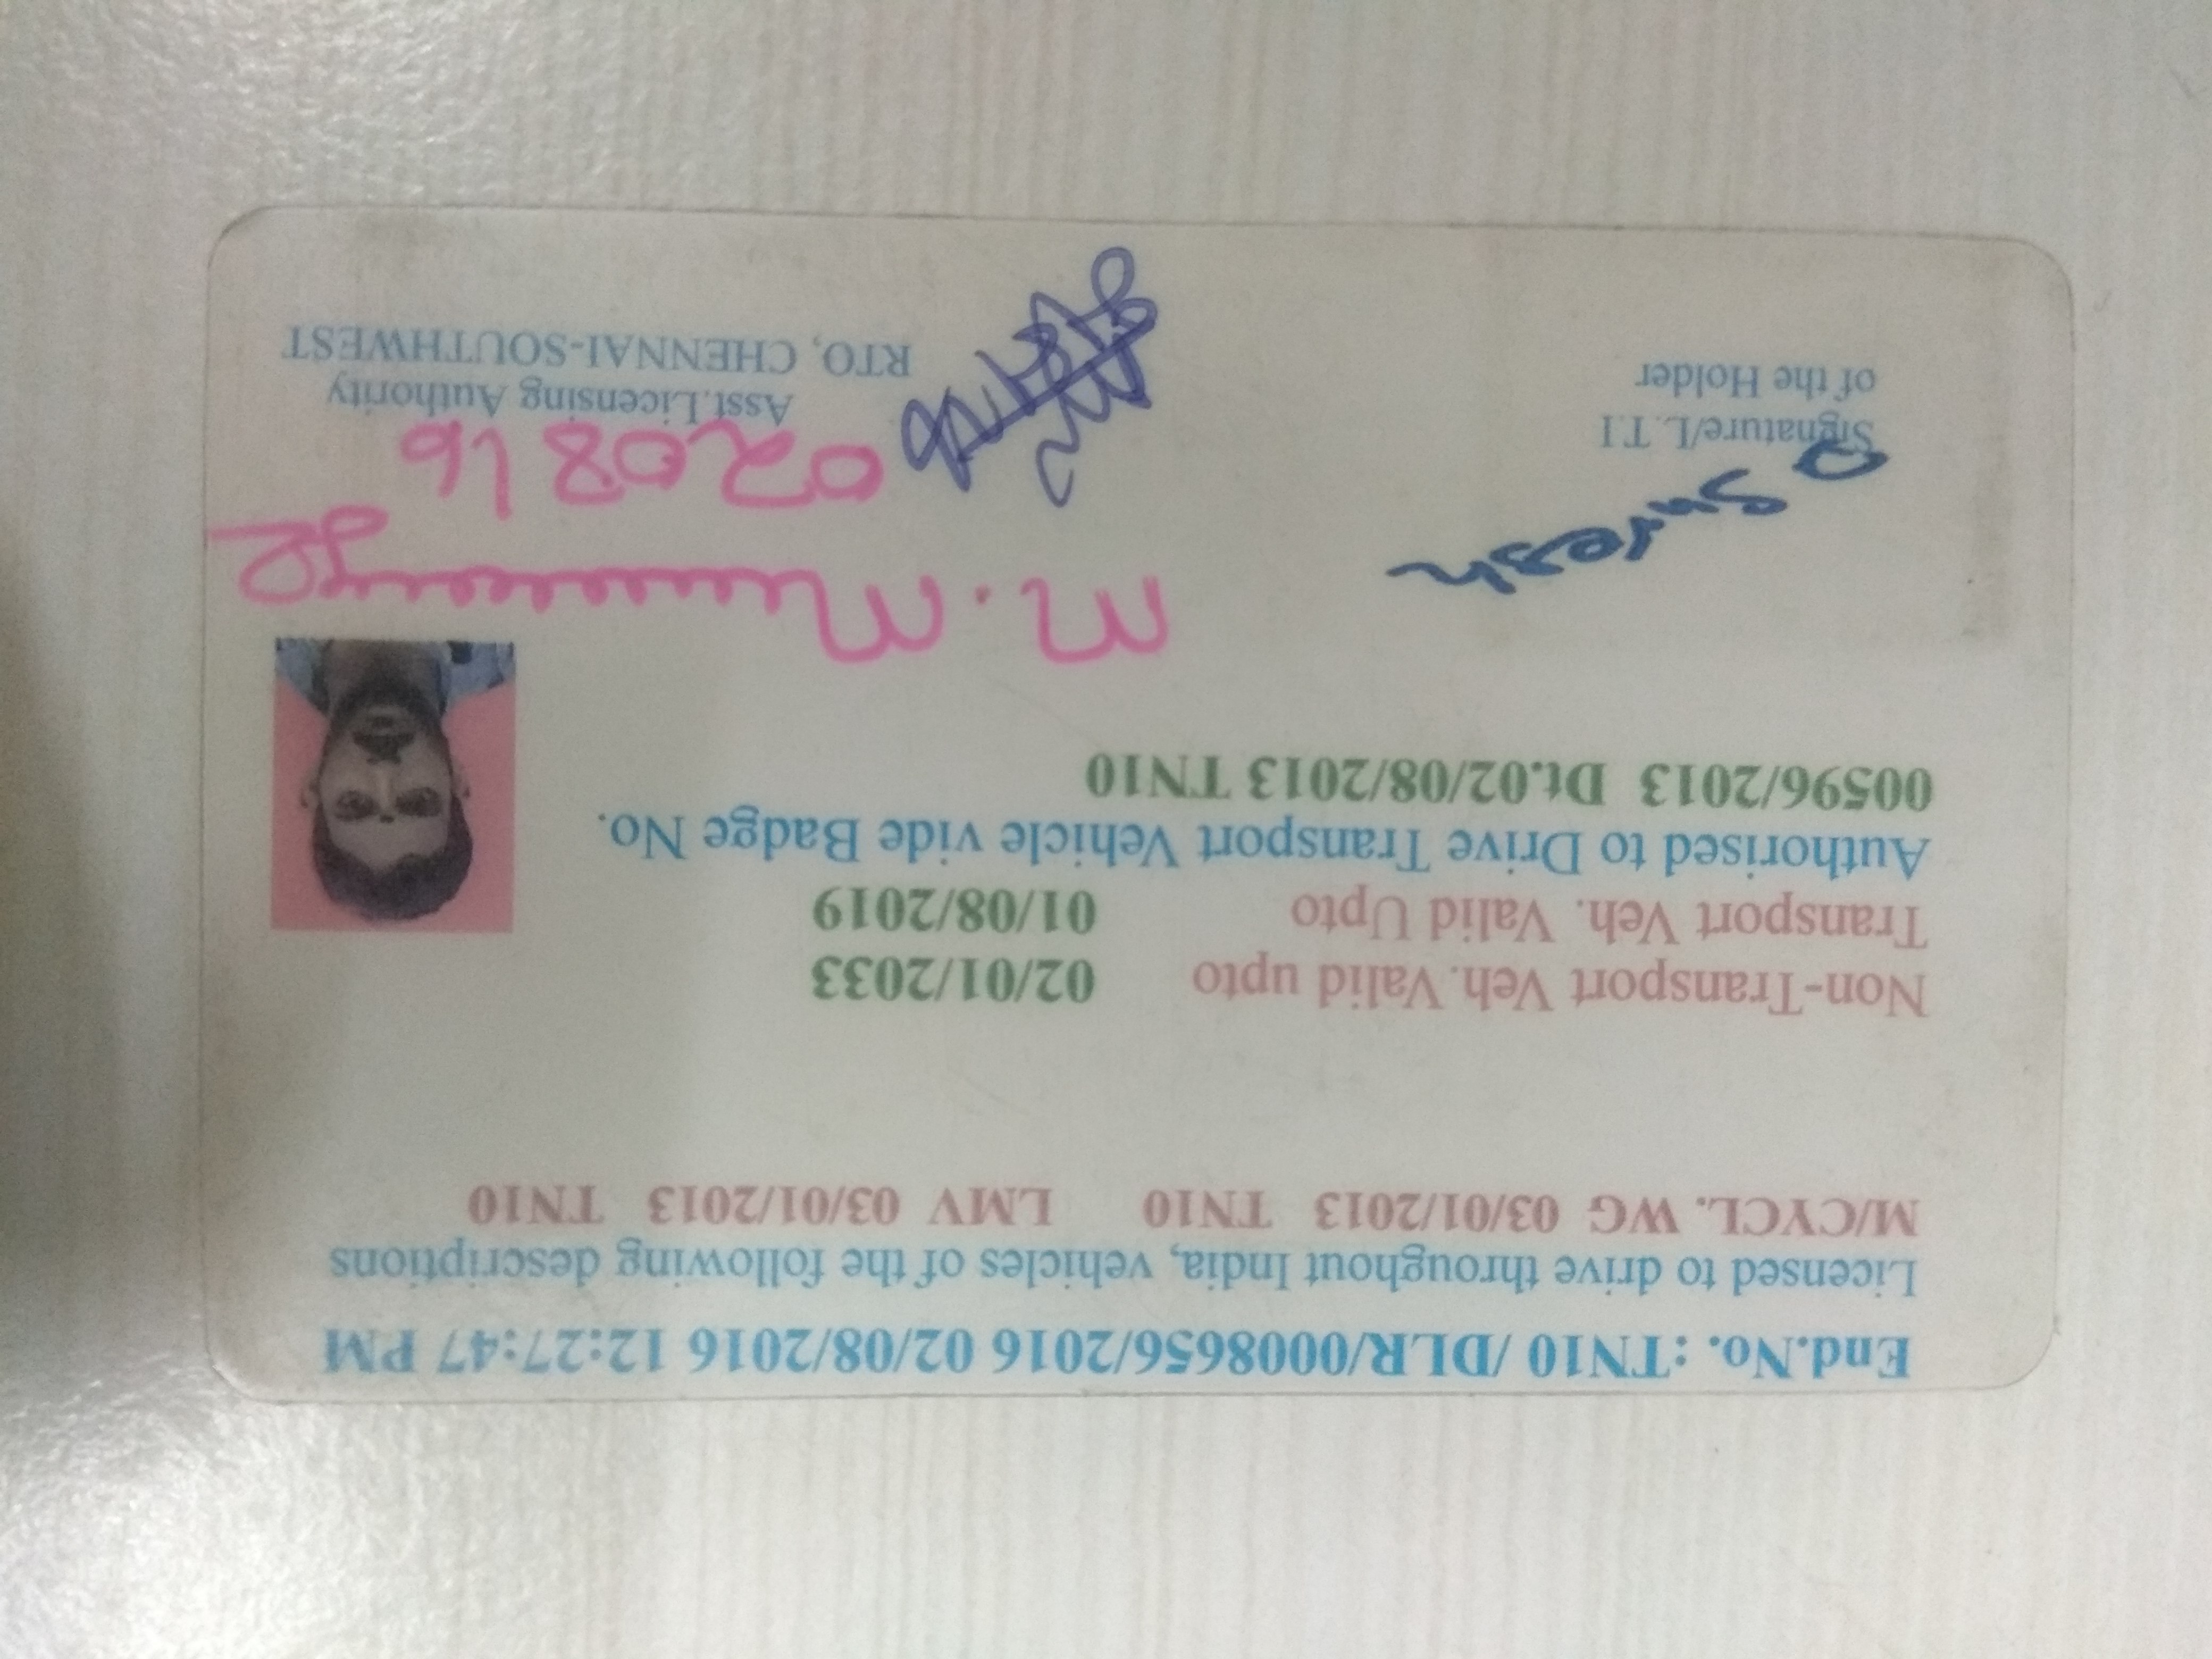 End.No. :TN10 /DLR/0008656/2016 02/08/2016 12:27:47 PM
Licensed to drive throughout India, vehicles of the following descriptions
M/CYCL. WG 03/01/2013 TN10 LMV 03/01/2013 TN10
Non-Transport Veh.Valid upto 02/01/2033
Transport Veh. Valid Upto 01/08/2019
Authorised to Drive Transport Vehicle vide Badge No.
00596/2013 Dt.02/08/2013 TN10
Suresh
020816
Signature/L.T.I
of the Holder
Asst.Licensing Authority
RTO, CHENNAI-SOUTHWEST